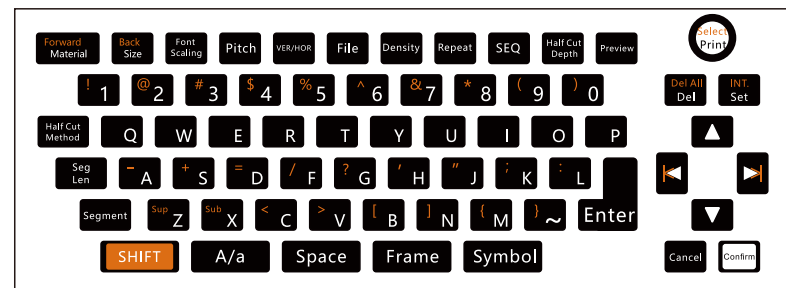 Forward Material Back Size Font Scaling Pitch VER/HOR File Density Repeat SEQ Half Cut Depth Preview Select Print
! 1 @ 2 # 3 $ 4 % 5 ^ 6 & 7 * 8 ( 9 ) 0 Del All Del INT. Set
Half Cut Method Q W E R T Y U I O P
Seg Len - A + S = D / F ? G ' H " J ; K : L
Segment Sup Z Sub X < C > V [ B ] N { M } ~ Enter
SHIFT A/a Space Frame Symbol Cancel Confirm